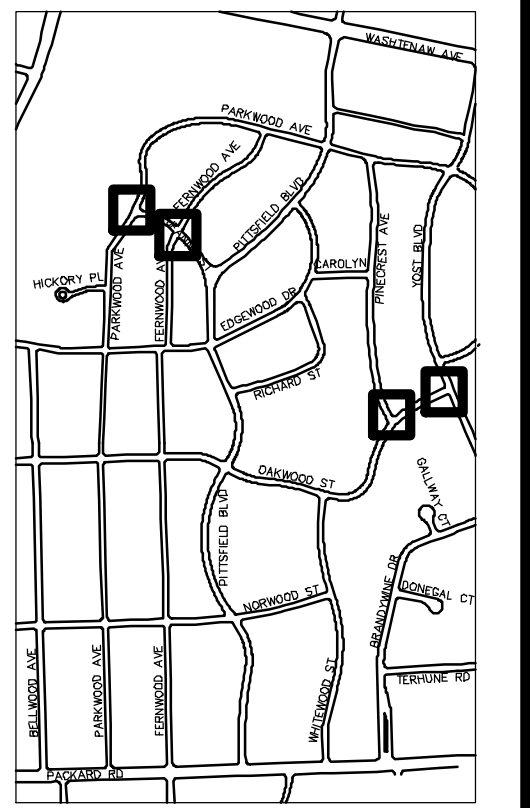 WASHTENAW AVE
PARKWOOD AVE
FERNWOOD AVE
PITTSFIELD BLVD
PINECREST AVE
YOST BLVD
CAROLYN
HICKORY PL
PARKWOOD AVE
FERNWOOD AV
EDGEWOOD DR
RICHARD ST
OAKWOOD ST
GALLWAY CT
PITTSFIELD BLVD
BRANDYWINE DR
DONEGAL CT
NORWOOD ST
BELLWOOD AVE
PARKWOOD AVE
FERNWOOD AVE
WHITEWOOD ST
TERHUNE RD
PACKARD RD